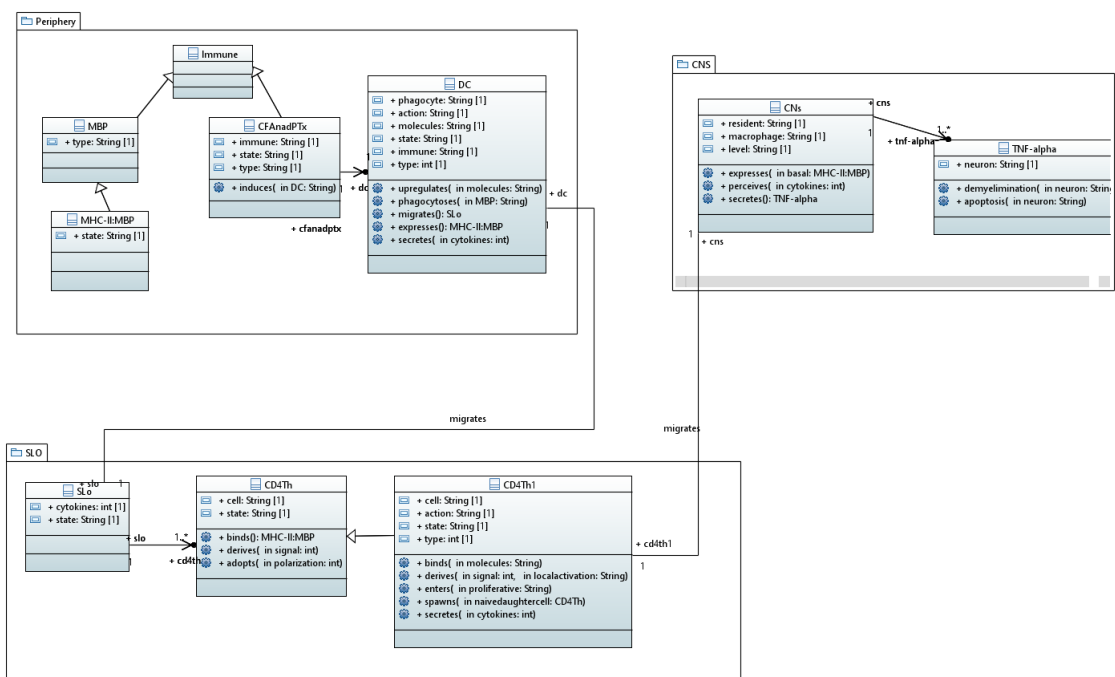 Periphery
Immune
MBP
+ type: String [1]
MHC-II:MBP
+ state: String [1]
CFAnadPTx
+ immune: String [1]
+ state: String [1]
+ type: String [1]
+ induces( in DC: String)
1
+ cfanadptx
1
+ dc
DC
+ phagocyte: String [1]
+ action: String [1]
+ molecules: String [1]
+ state: String [1]
+ immune: String [1]
+ type: int [1]
+ upregulates( in molecules: String)
+ phagocytoses( in MBP: String)
+ migrates(): SLo
+ expresses(): MHC-II:MBP
+ secretes( in cytokines: int)
+ dc
1
CNS
CNs
+ resident: String [1]
+ macrophage: String [1]
+ level: String [1]
+ expresses( in basal: MHC-II:MBP)
+ perceives( in cytokines: int)
+ secretes(): TNF-alpha
+ cns
1
1..*
+ tnf-alpha
TNF-alpha
+ neuron: String [1]
+ demyelimination( in neuron: String
+ apoptosis( in neuron: String)
1
+ cns
migrates
migrates
SLO
+ slo
1
SLo
+ cytokines: int [1]
+ state: String [1]
+ slo
1
1..*
+ cd4th
CD4Th
+ cell: String [1]
+ state: String [1]
+ binds(): MHC-II:MBP
+ derives( in signal: int)
+ adopts( in polarization: int)
CD4Th1
+ cell: String [1]
+ action: String [1]
+ state: String [1]
+ type: int [1]
+ binds( in molecules: String)
+ derives( in signal: int, in localactivation: String)
+ enters( in proliferative: String)
+ spawns( in naivedaughtercell: CD4Th)
+ secretes( in cytokines: int)
+ cd4th1
1